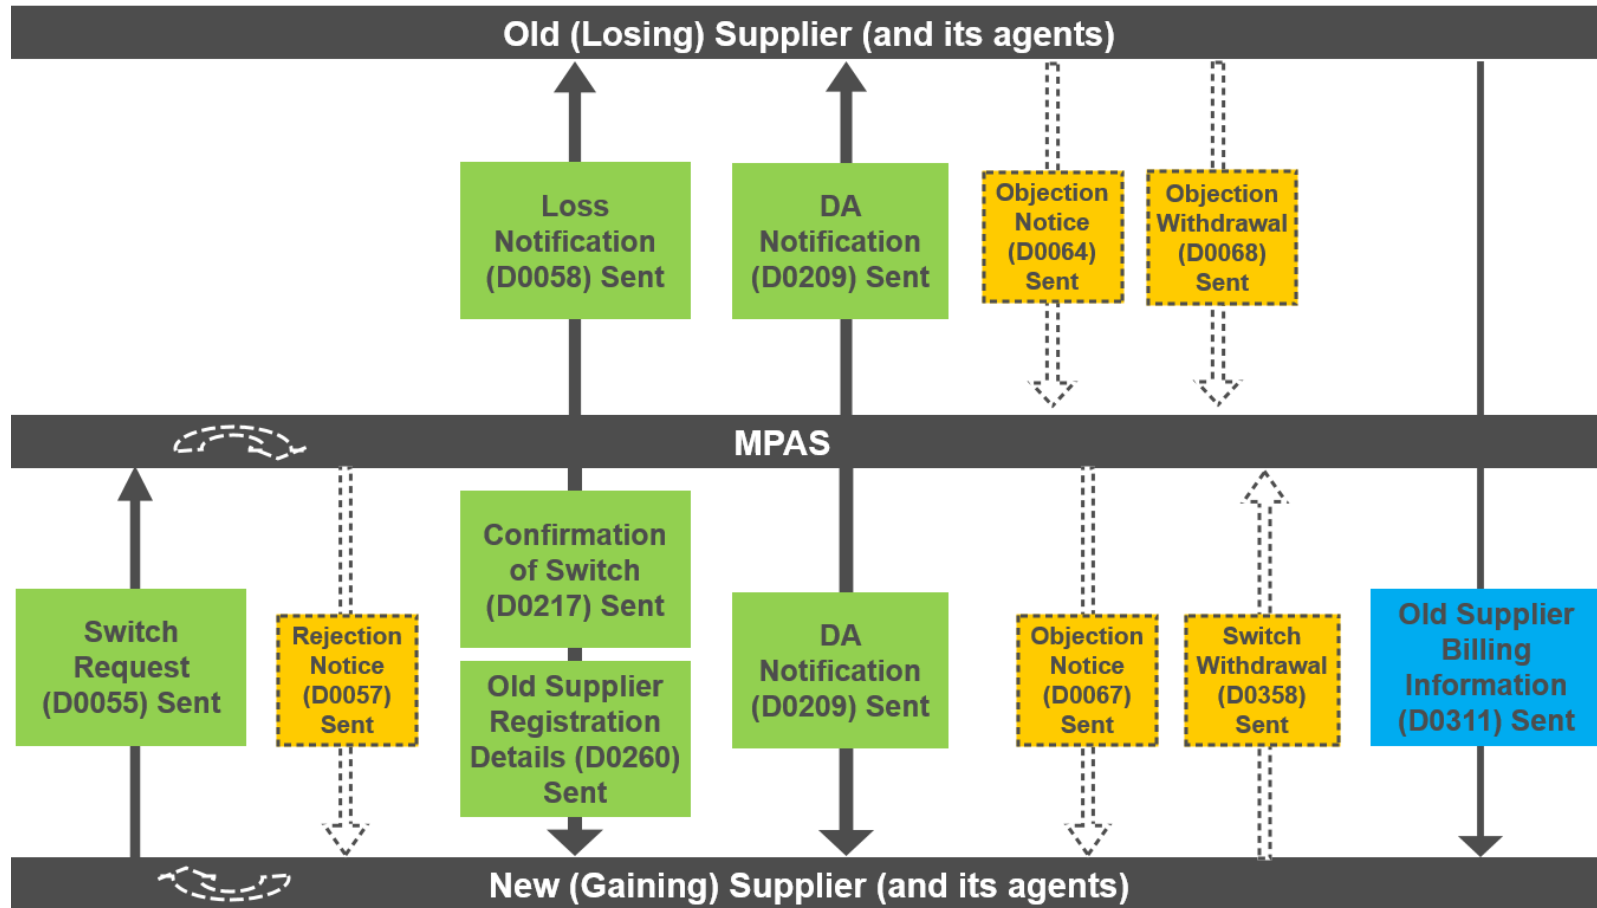 Old (Losing) Supplier (and its agents)
Loss
Notification
(D0058) Sent
DA
Notification
(D0209) Sent
Objection
Notice
(D0064)
Sent
Objection
Withdrawal
(D0068)
Sent
MPAS
Switch
Request
(D0055) Sent
Rejection
Notice
(D0057)
Sent
Confirmation
of Switch
(D0217) Sent
Old Supplier
Registration
Details (D0260)
Sent
DA
Notification
(D0209) Sent
Objection
Notice
(D0067)
Sent
Switch
Withdrawal
(D0358)
Sent
Old Supplier
Billing
Information
(D0311) Sent
New (Gaining) Supplier (and its agents)